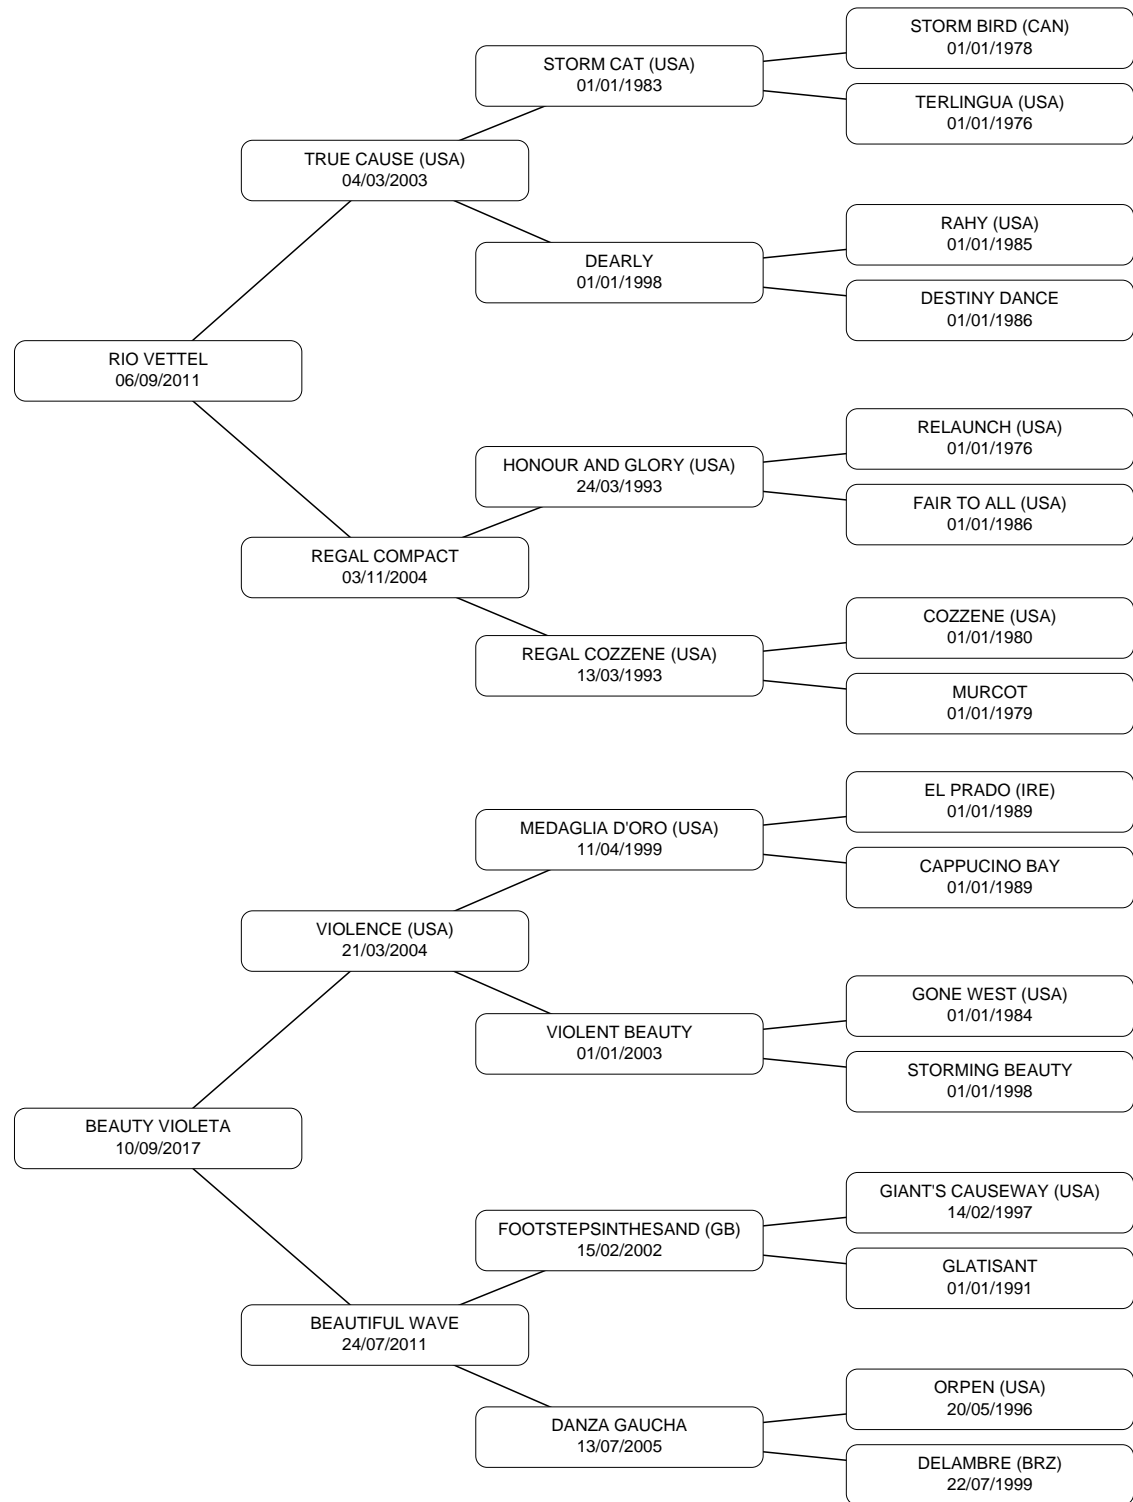 STORM BIRD (CAN)
01/01/1978
STORM CAT (USA)
01/01/1983
TERLINGUA (USA)
01/01/1976
TRUE CAUSE (USA)
04/03/2003
RAHY (USA)
01/01/1985
DEARLY
01/01/1998
DESTINY DANCE
01/01/1986
RIO VETTEL
06/09/2011
RELAUNCH (USA)
01/01/1976
HONOUR AND GLORY (USA)
24/03/1993
FAIR TO ALL (USA)
01/01/1986
REGAL COMPACT
03/11/2004
COZZENE (USA)
01/01/1980
REGAL COZZENE (USA)
13/03/1993
MURCOT
01/01/1979
EL PRADO (IRE)
01/01/1989
MEDAGLIA D'ORO (USA)
11/04/1999
CAPPUCINO BAY
01/01/1989
VIOLENCE (USA)
21/03/2004
GONE WEST (USA)
01/01/1984
VIOLENT BEAUTY
01/01/2003
STORMING BEAUTY
01/01/1998
BEAUTY VIOLETA
10/09/2017
GIANT'S CAUSEWAY (USA)
14/02/1997
FOOTSTEPSINTHESAND (GB)
15/02/2002
GLATISANT
01/01/1991
BEAUTIFUL WAVE
24/07/2011
ORPEN (USA)
20/05/1996
DANZA GAUCHA
13/07/2005
DELAMBRE (BRZ)
22/07/1999